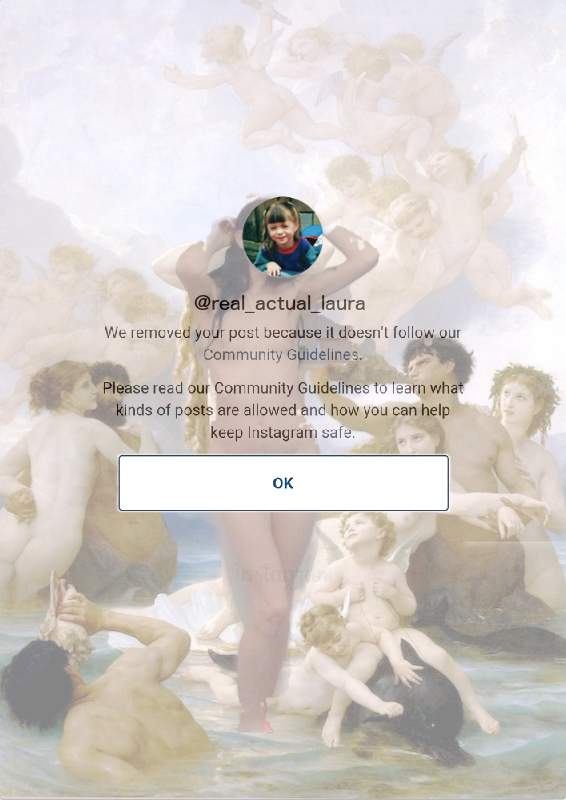 @real_actual_laura
We removed your post because it doesn't follow our
Community Guidelines.
Please read our Community Guidelines to learn what
kinds of posts are allowed and how you can help
keep Instagram safe.
OK
Instagram